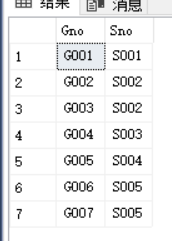 结果 消息
Gno Sno
1 G001 S001
2 G002 S002
3 G003 S002
4 G004 S003
5 G005 S004
6 G006 S005
7 G007 S005